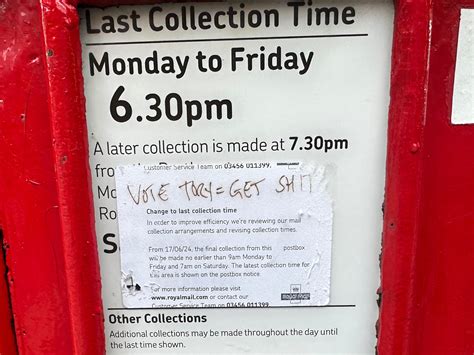 Last Collection Time
Monday to Friday
6.30pm
A later collection is made at 7.30pm
from the
Customer Service Team on 03456 011399.
VOTE TORY = GET SHIT
Change to last collection time
In order to improve efficiency we're reviewing our mail
collection arrangements and revising collection times.
From 17/06/24, the final collection from this postbox
will be made no earlier than 9am Monday to
Friday and 7am on Saturday. The latest collection time for
area is shown on the postbox notice.
For more information please visit
www.royalmail.com or contact our
Customer Service Team on 03456 011399
Royal Mail
Other Collections
Additional collections may be made throughout the day until
the last time shown.